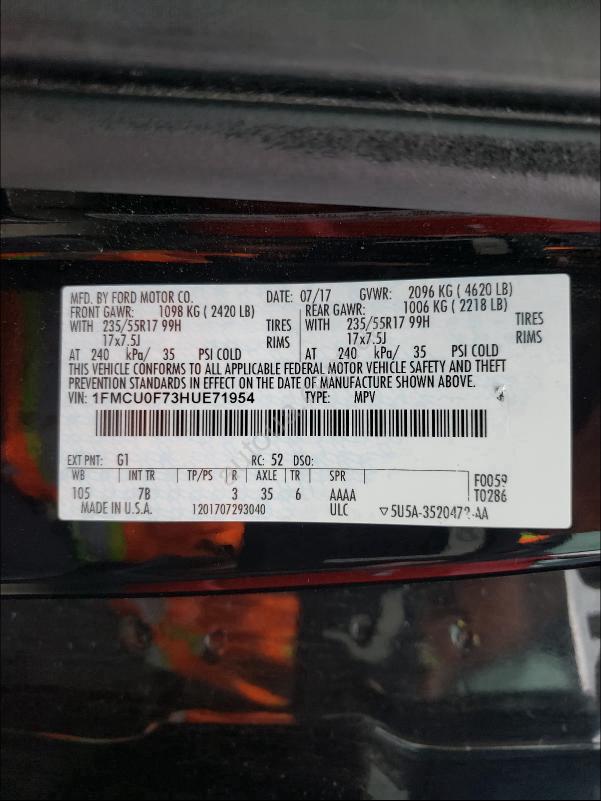 MFD. BY FORD MOTOR CO. DATE: 07/17 GVWR: 2096 KG ( 4620 LB)
FRONT GAWR: 1098 KG ( 2420 LB) REAR GAWR: 1006 KG ( 2218 LB)
WITH 235/55R17 99H TIRES WITH 235/55R17 99H TIRES
17x7.5J RIMS 17x7.5J RIMS
AT 240 kPa/ 35 PSI COLD AT 240 kPa/ 35 PSI COLD
THIS VEHICLE CONFORMS TO ALL APPLICABLE FEDERAL MOTOR VEHICLE SAFETY AND THEFT
PREVENTION STANDARDS IN EFFECT ON THE DATE OF MANUFACTURE SHOWN ABOVE.
VIN: 1FMCU0F73HUE71954 TYPE: MPV
EXT PNT: G1 RC: 52 DSO:
WB INT TR TP/PS R AXLE TR SPR F0059
105 7B 3 35 6 AAAA T0286
MADE IN U.S.A. 1201707293040 ULC ▽5U5A-3520472-AA